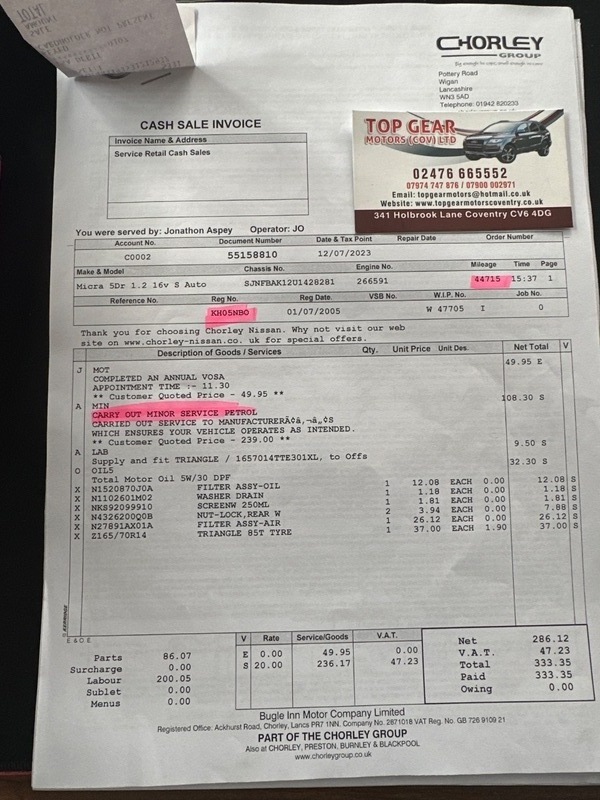 TOTAL
AMOUNT
SALE
CARDHOLDER NOT PRESENT
CHORLEY
GROUP
Pottery Road
Wigan
Lancashire
WN3 5AD
Telephone: 01942 820233
CASH SALE INVOICE
Invoice Name & Address
Service Retail Cash Sales
TOP GEAR
MOTORS (COV) LTD
02476 665552
07974 747 876 / 07900 002971
Email: topgearmotors@hotmail.co.uk
Website: www.topgearmotorscoventry.co.uk
341 Holbrook Lane Coventry CV6 4DG
You were served by: Jonathon Aspey Operator: JO
Account No. Document Number Date & Tax Point Repair Date Order Number
C0002 55158810 12/07/2023
Make & Model Chassis No. Engine No. Mileage Time Page
Micra 5Dr 1.2 16v S Auto SJNFBAK12U1428281 266591 44715 15:37 1
Reference No. Reg No. Reg Date. VSB No. W.I.P. No. Job No.
KH05NBO 01/07/2005 W 47705 I 0
Thank you for choosing Chorley Nissan. Why not visit our web
site on www.chorley-nissan.co. uk for special offers.
Description of Goods / Services Qty. Unit Price Unit Des. Net Total V
J MOT 49.95 E
COMPLETED AN ANNUAL VOSA
APPOINTMENT TIME :- 11.30
** Customer Quoted Price - 49.95 **
A MIN 108.30 S
CARRY OUT MINOR SERVICE PETROL
CARRIED OUT SERVICE TO MANUFACTURERÃ¢â‚¬â„¢S
WHICH ENSURES YOUR VEHICLE OPERATES AS INTENDED.
** Customer Quoted Price - 239.00 **
A LAB 9.50 S
Supply and fit TRIANGLE / 1657014TTE301XL, to Offs
O OIL5 32.30 S
Total Motor Oil 5W/30 DPF
X N1520870J0A FILTER ASSY-OIL 1 12.08 EACH 0.00 12.08 S
X N1102601M02 WASHER DRAIN 1 1.18 EACH 0.00 1.18 S
X NKS92099910 SCREENW 250ML 1 1.81 EACH 0.00 1.81 S
X N4326200Q0B NUT-LOCK,REAR W 2 3.94 EACH 0.00 7.88 S
X N27891AX01A FILTER ASSY-AIR 1 26.12 EACH 0.00 26.12 S
X Z165/70R14 TRIANGLE 85T TYRE 1 37.00 EACH 1.90 37.00 S
E & O E
Parts 86.07
Surcharge 0.00
Labour 200.05
Sublet 0.00
Menus 0.00
V Rate Service/Goods V.A.T.
E 0.00 49.95 0.00
S 20.00 236.17 47.23
Net 286.12
V.A.T. 47.23
Total 333.35
Paid 333.35
Owing 0.00
Bugle Inn Motor Company Limited
Registered Office: Ackhurst Road, Chorley, Lancs PR7 1NN. Company No. 2871018 VAT Reg. No. GB 726 9109 21
PART OF THE CHORLEY GROUP
Also at CHORLEY, PRESTON, BURNLEY & BLACKPOOL
www.chorleygroup.co.uk